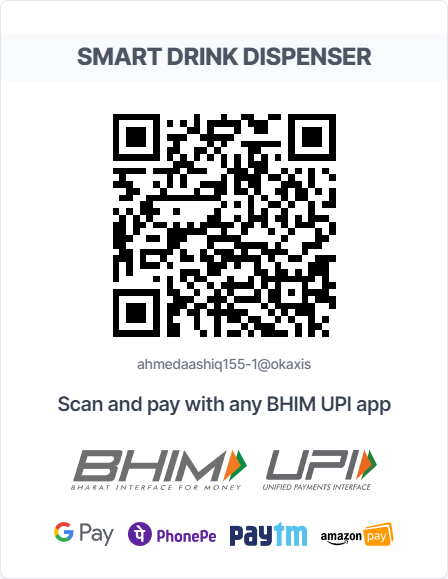 SMART DRINK DISPENSER
ahmedaashiq155-1@okaxis
Scan and pay with any BHIM UPI app
BHIM UPI
BHARAT INTERFACE FOR MONEY UNIFIED PAYMENTS INTERFACE
G Pay PhonePe paytm amazon pay